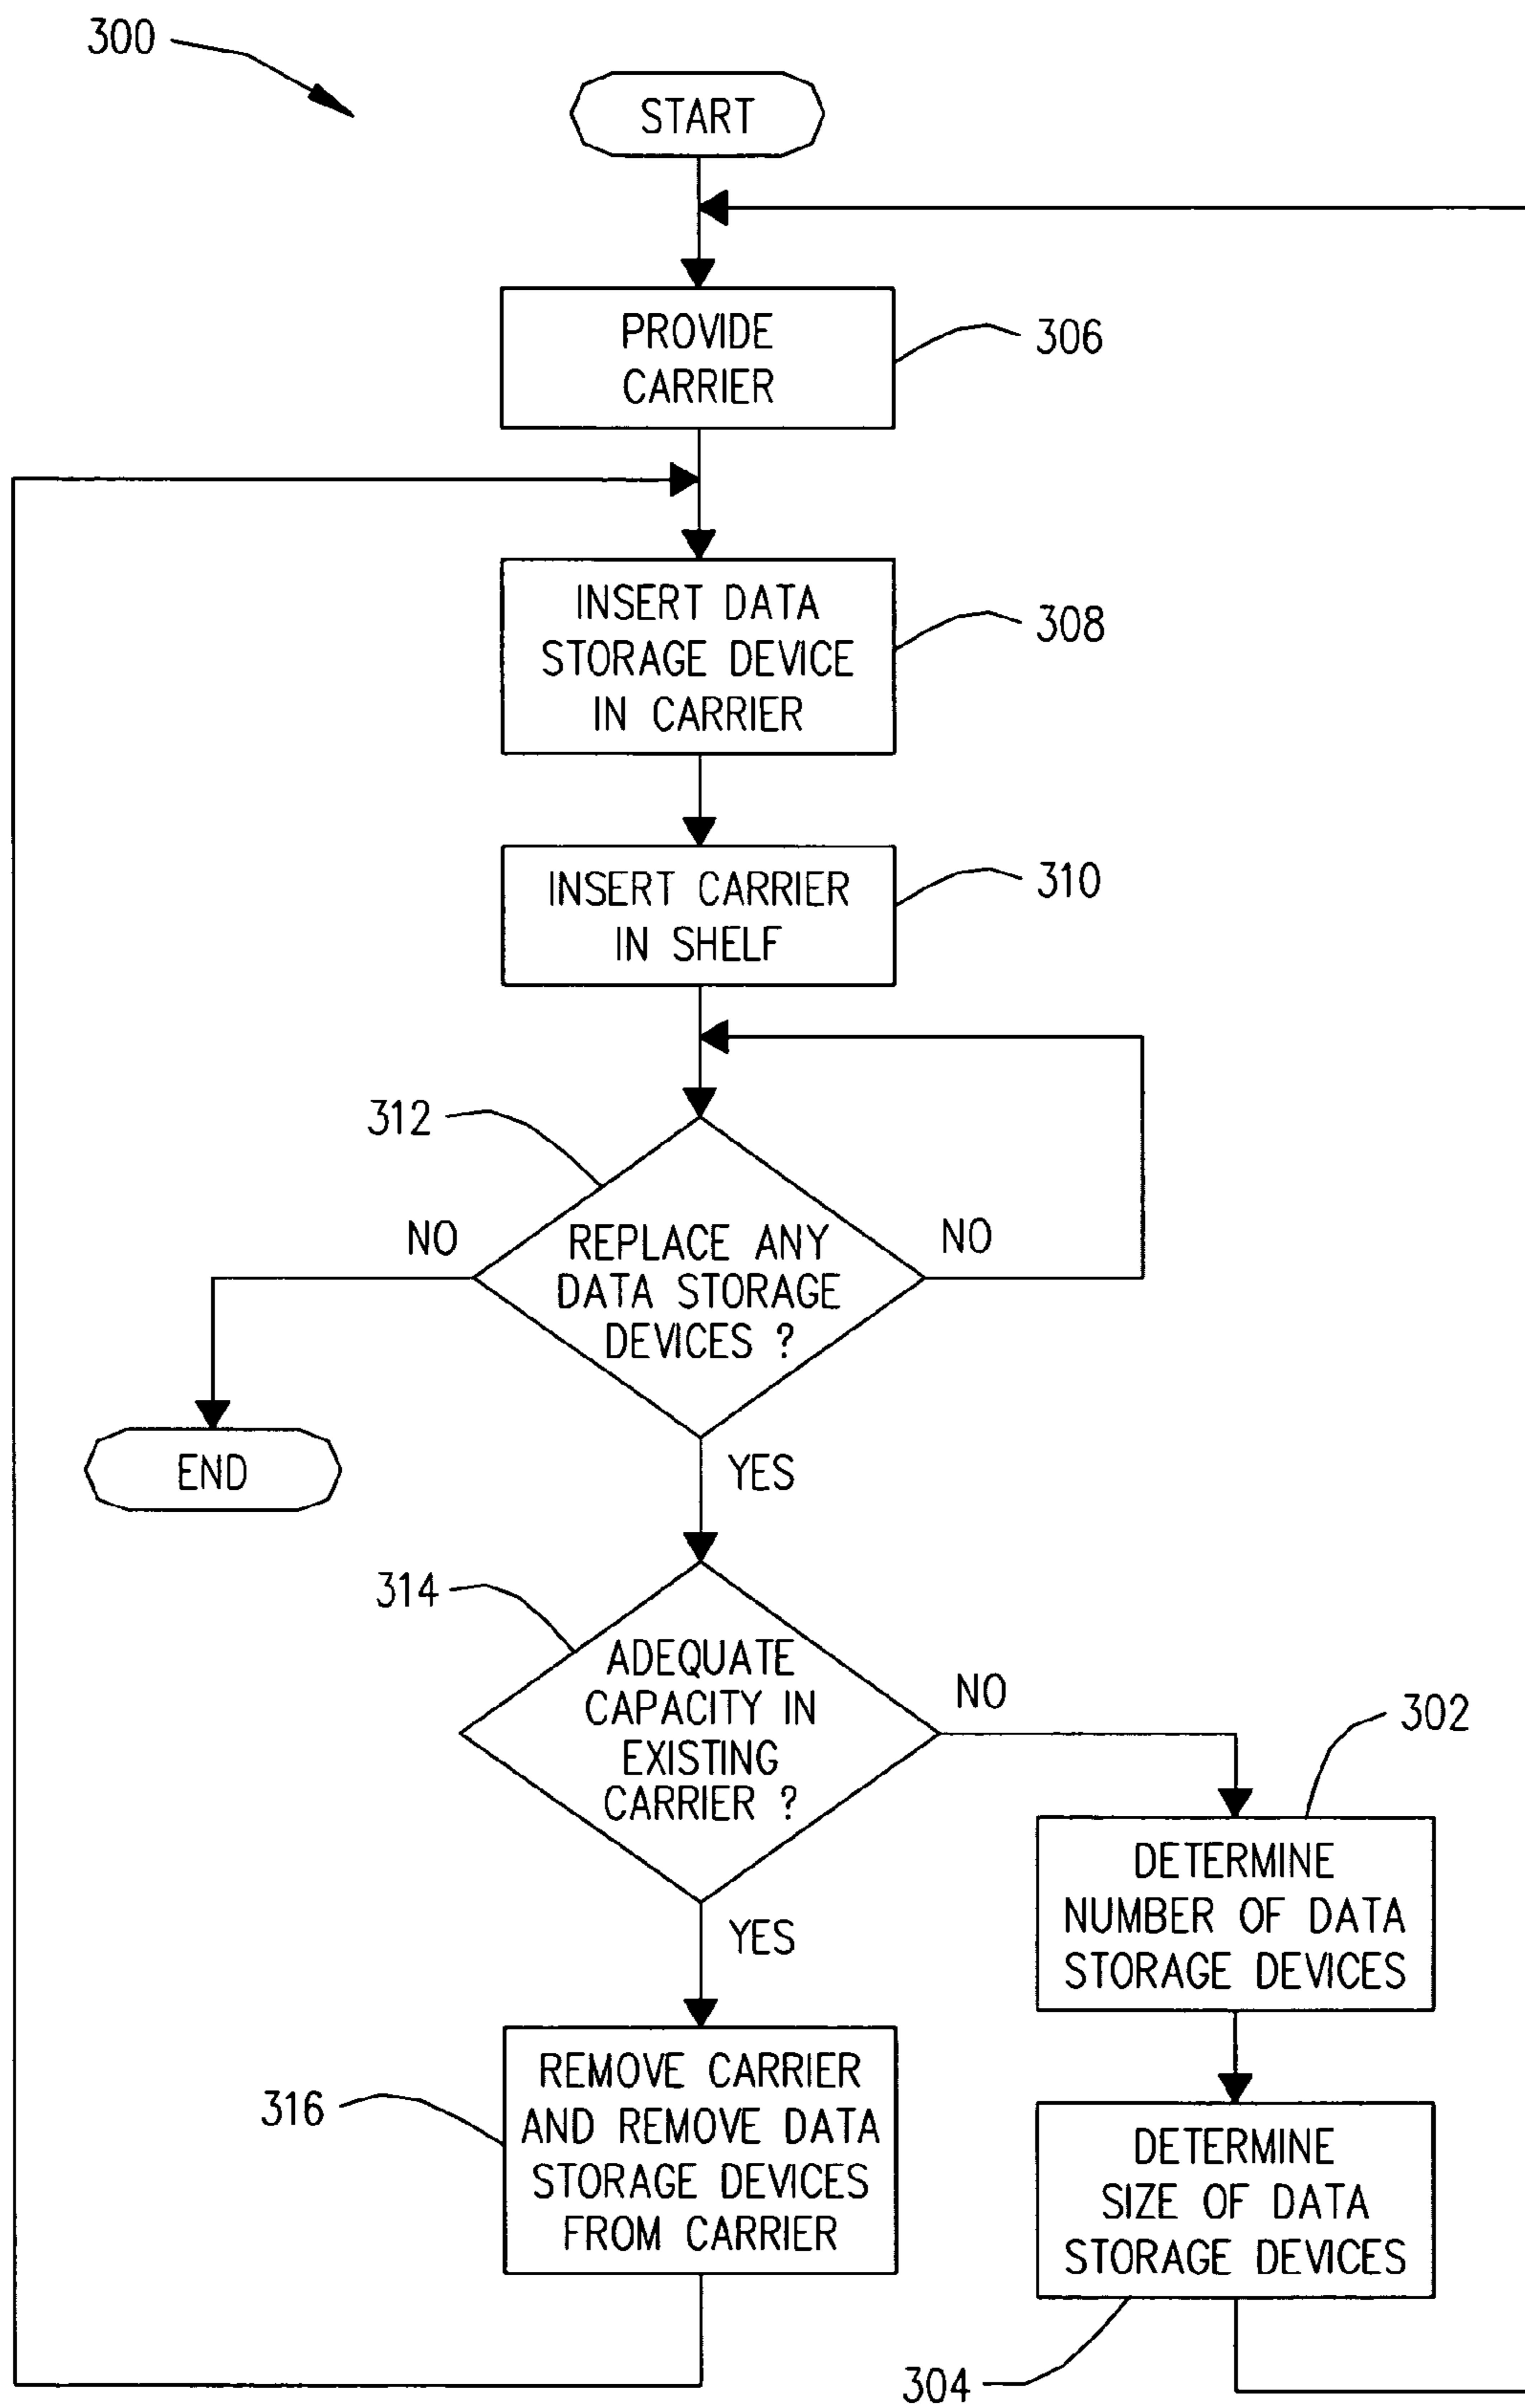 300
START
PROVIDE
CARRIER
306
INSERT DATA
STORAGE DEVICE
IN CARRIER
308
INSERT CARRIER
IN SHELF
310
312
NO
REPLACE ANY
DATA STORAGE
DEVICES ?
NO
END
YES
314
ADEQUATE
CAPACITY IN
EXISTING
CARRIER ?
NO
302
DETERMINE
NUMBER OF DATA
STORAGE DEVICES
YES
316
REMOVE CARRIER
AND REMOVE DATA
STORAGE DEVICES
FROM CARRIER
DETERMINE
SIZE OF DATA
STORAGE DEVICES
304